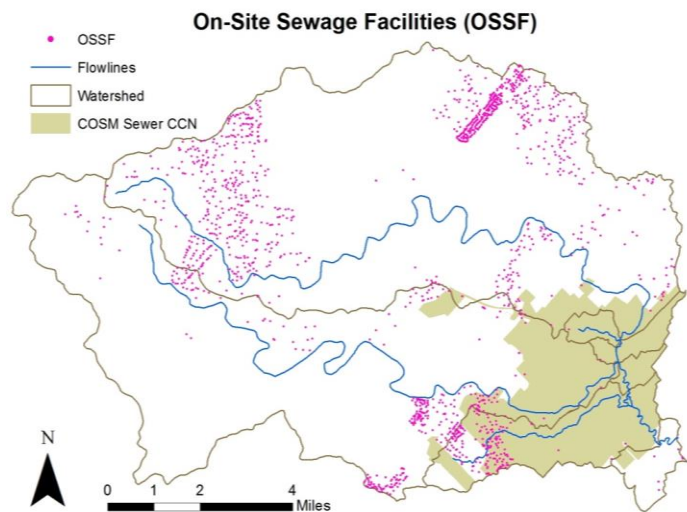 On-Site Sewage Facilities (OSSF)
OSSF
Flowlines
Watershed
COSM Sewer CCN
N
0 1 2 4
Miles